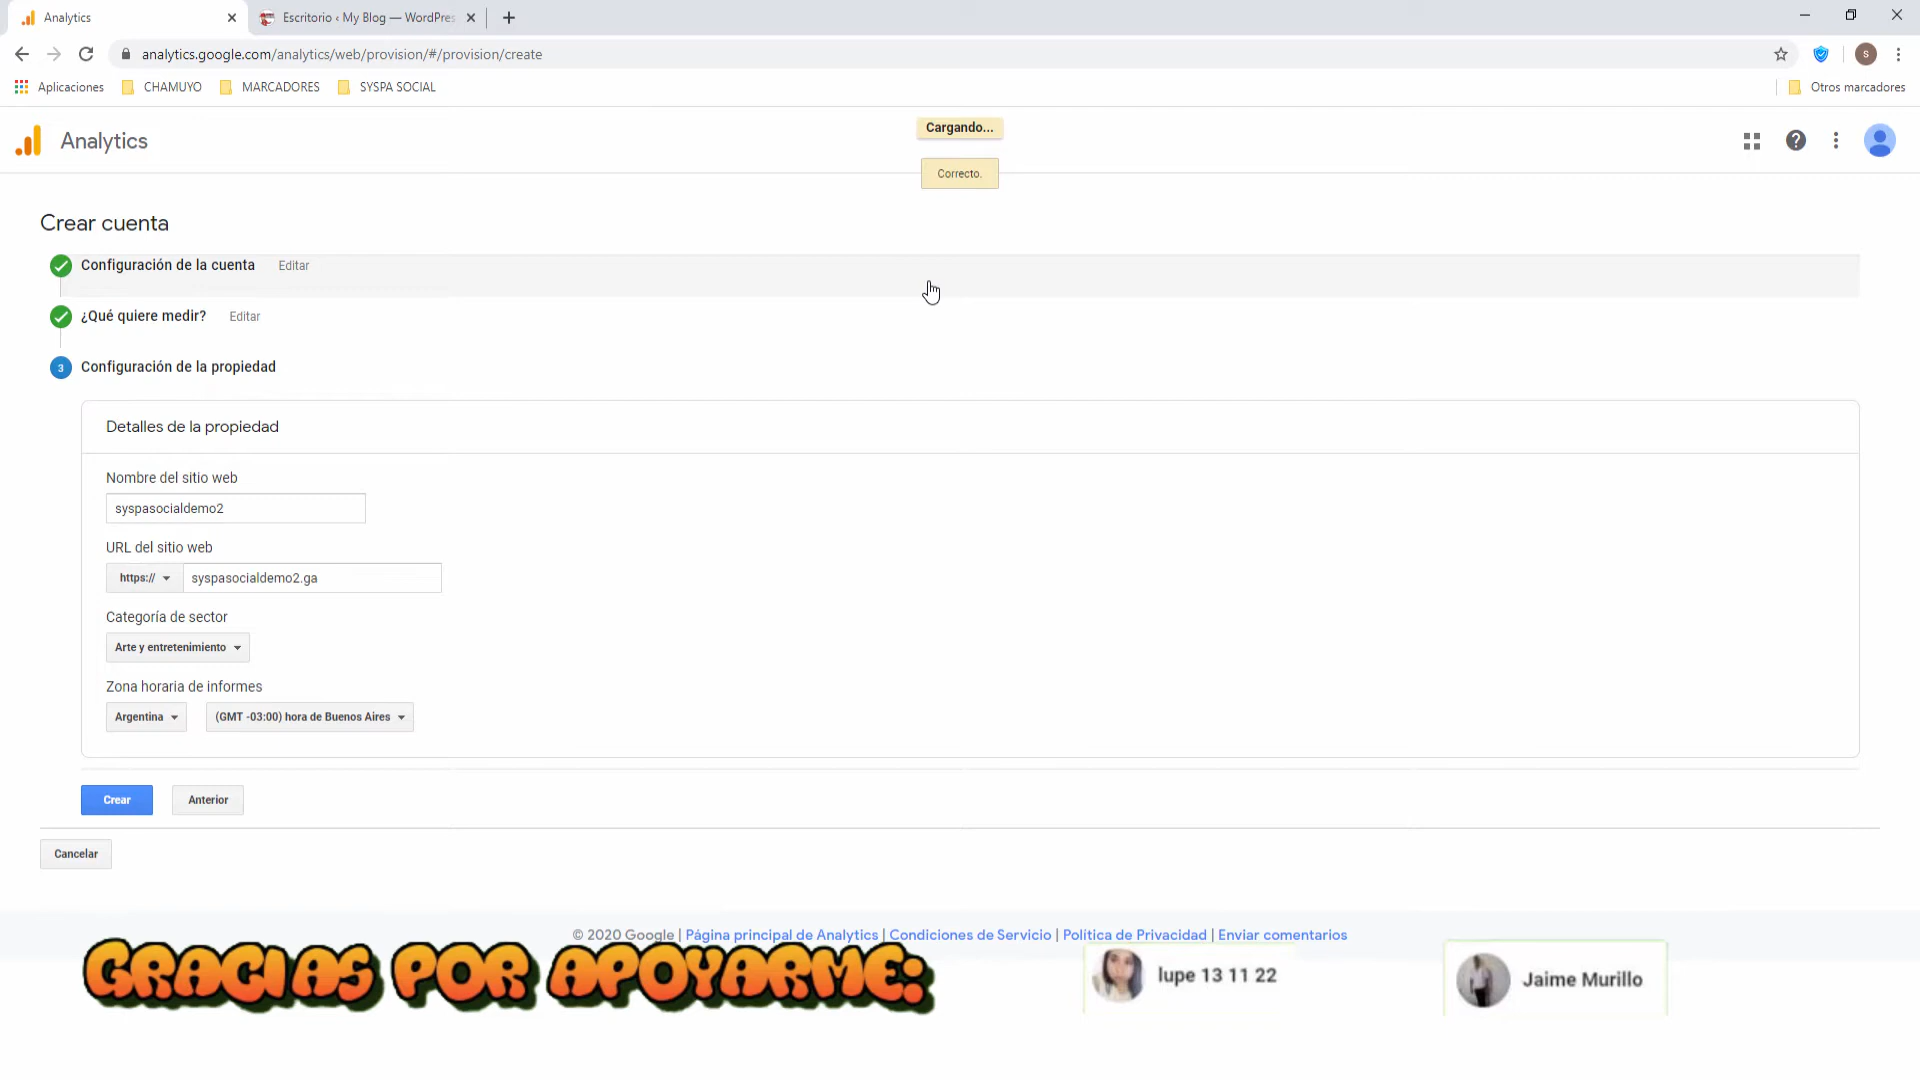 Analytics
Escritorio ‹ My Blog — WordPres
analytics.google.com/analytics/web/provision/#/provision/create
S
Aplicaciones
CHAMUYO
MARCADORES
SYSPA SOCIAL
Otros marcadores
Analytics
Cargando...
Correcto.
Crear cuenta
Configuración de la cuenta Editar
¿Qué quiere medir? Editar
3 Configuración de la propiedad
Detalles de la propiedad
Nombre del sitio web
syspasocialdemo2
URL del sitio web
https:// syspasocialdemo2.ga
Categoría de sector
Arte y entretenimiento
Zona horaria de informes
Argentina (GMT -03:00) hora de Buenos Aires
Crear Anterior
Cancelar
© 2020 Google | Página principal de Analytics | Condiciones de Servicio | Política de Privacidad | Enviar comentarios
GRACIAS POR APOYARME:
lupe 13 11 22
Jaime Murillo